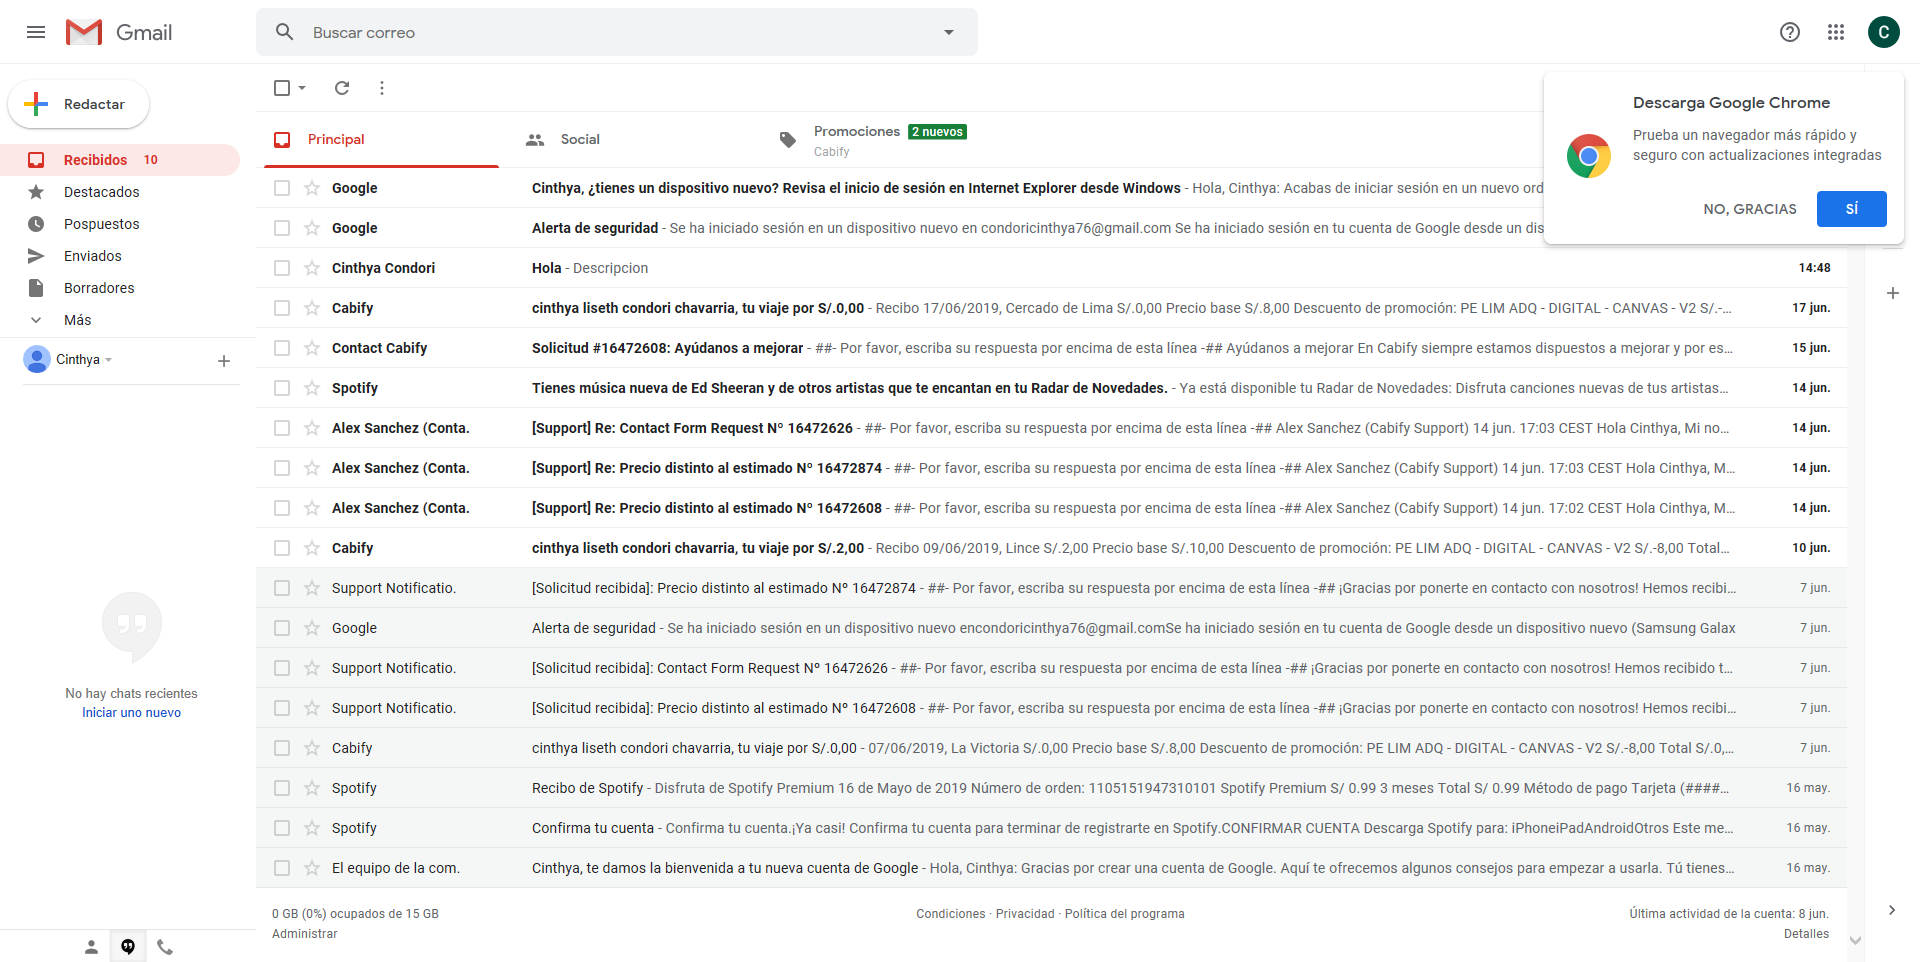 Gmail
Buscar correo
C
Redactar
Recibidos 10
Destacados
Pospuestos
Enviados
Borradores
Más
Cinthya
No hay chats recientes
Iniciar uno nuevo
Principal
Social
Promociones 2 nuevos
Cabify
Descarga Google Chrome
Prueba un navegador más rápido y
seguro con actualizaciones integradas
NO, GRACIAS SÍ
Google Cinthya, ¿tienes un dispositivo nuevo? Revisa el inicio de sesión en Internet Explorer desde Windows - Hola, Cinthya: Acabas de iniciar sesión en un nuevo ord
Google Alerta de seguridad - Se ha iniciado sesión en un dispositivo nuevo en condoricinthya76@gmail.com Se ha iniciado sesión en tu cuenta de Google desde un dis
Cinthya Condori Hola - Descripcion 14:48
Cabify cinthya liseth condori chavarria, tu viaje por S/.0,00 - Recibo 17/06/2019, Cercado de Lima S/.0,00 Precio base S/.8,00 Descuento de promoción: PE LIM ADQ - DIGITAL - CANVAS - V2 S/.-… 17 jun.
Contact Cabify Solicitud #16472608: Ayúdanos a mejorar - ##- Por favor, escriba su respuesta por encima de esta línea -## Ayúdanos a mejorar En Cabify siempre estamos dispuestos a mejorar y por es… 15 jun.
Spotify Tienes música nueva de Ed Sheeran y de otros artistas que te encantan en tu Radar de Novedades. - Ya está disponible tu Radar de Novedades: Disfruta canciones nuevas de tus artistas… 14 jun.
Alex Sanchez (Conta. [Support] Re: Contact Form Request Nº 16472626 - ##- Por favor, escriba su respuesta por encima de esta línea -## Alex Sanchez (Cabify Support) 14 jun. 17:03 CEST Hola Cinthya, Mi no… 14 jun.
Alex Sanchez (Conta. [Support] Re: Precio distinto al estimado Nº 16472874 - ##- Por favor, escriba su respuesta por encima de esta línea -## Alex Sanchez (Cabify Support) 14 jun. 17:03 CEST Hola Cinthya, M… 14 jun.
Alex Sanchez (Conta. [Support] Re: Precio distinto al estimado Nº 16472608 - ##- Por favor, escriba su respuesta por encima de esta línea -## Alex Sanchez (Cabify Support) 14 jun. 17:02 CEST Hola Cinthya, M… 14 jun.
Cabify cinthya liseth condori chavarria, tu viaje por S/.2,00 - Recibo 09/06/2019, Lince S/.2,00 Precio base S/.10,00 Descuento de promoción: PE LIM ADQ - DIGITAL - CANVAS - V2 S/.-8,00 Total… 10 jun.
Support Notificatio. [Solicitud recibida]: Precio distinto al estimado Nº 16472874 - ##- Por favor, escriba su respuesta por encima de esta línea -## ¡Gracias por ponerte en contacto con nosotros! Hemos recibi… 7 jun.
Google Alerta de seguridad - Se ha iniciado sesión en un dispositivo nuevo encondoricinthya76@gmail.comSe ha iniciado sesión en tu cuenta de Google desde un dispositivo nuevo (Samsung Galax 7 jun.
Support Notificatio. [Solicitud recibida]: Contact Form Request Nº 16472626 - ##- Por favor, escriba su respuesta por encima de esta línea -## ¡Gracias por ponerte en contacto con nosotros! Hemos recibido t… 7 jun.
Support Notificatio. [Solicitud recibida]: Precio distinto al estimado Nº 16472608 - ##- Por favor, escriba su respuesta por encima de esta línea -## ¡Gracias por ponerte en contacto con nosotros! Hemos recibi… 7 jun.
Cabify cinthya liseth condori chavarria, tu viaje por S/.0,00 - 07/06/2019, La Victoria S/.0,00 Precio base S/.8,00 Descuento de promoción: PE LIM ADQ - DIGITAL - CANVAS - V2 S/.-8,00 Total S/.0,… 7 jun.
Spotify Recibo de Spotify - Disfruta de Spotify Premium 16 de Mayo de 2019 Número de orden: 1105151947310101 Spotify Premium S/ 0.99 3 meses Total S/ 0.99 Método de pago Tarjeta (####… 16 may.
Spotify Confirma tu cuenta - Confirma tu cuenta.¡Ya casi! Confirma tu cuenta para terminar de registrarte en Spotify.CONFIRMAR CUENTA Descarga Spotify para: iPhoneiPadAndroidOtros Este me… 16 may.
El equipo de la com. Cinthya, te damos la bienvenida a tu nueva cuenta de Google - Hola, Cinthya: Gracias por crear una cuenta de Google. Aquí te ofrecemos algunos consejos para empezar a usarla. Tú tienes… 16 may.
0 GB (0%) ocupados de 15 GB
Administrar
Condiciones · Privacidad · Política del programa
Última actividad de la cuenta: 8 jun.
Detalles